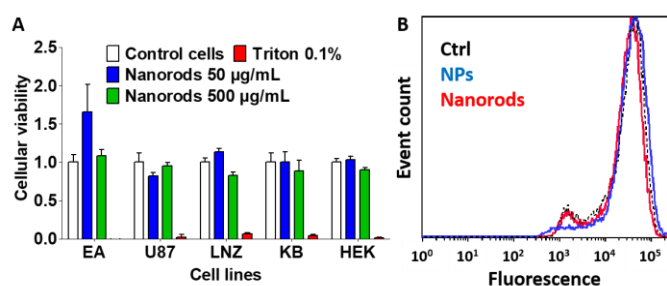 A
Cellular viability
2.5
2.0
1.5
1.0
0.5
0.0
Control cells
Triton 0.1%
Nanorods 50 µg/mL
Nanorods 500 µg/mL
EA U87 LNZ KB HEK
Cell lines
B
Event count
Ctrl
NPs
Nanorods
10⁰ 10¹ 10² 10³ 10⁴ 10⁵
Fluorescence